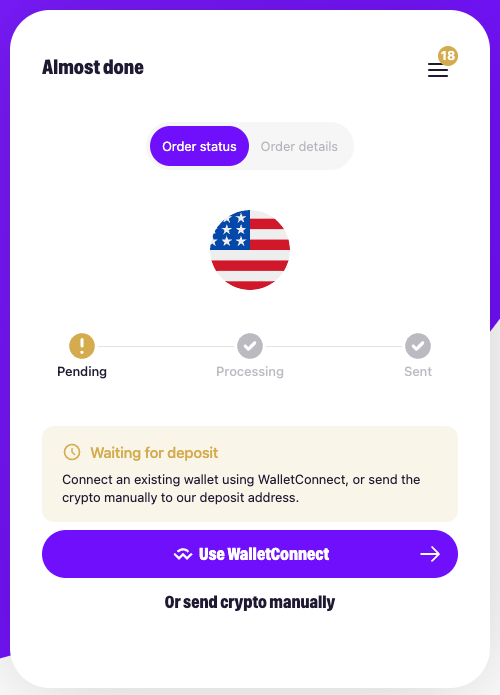 Almost done
18
Order status
Order details
Pending
Processing
Sent
Waiting for deposit
Connect an existing wallet using WalletConnect, or send the
crypto manually to our deposit address.
Use WalletConnect
Or send crypto manually